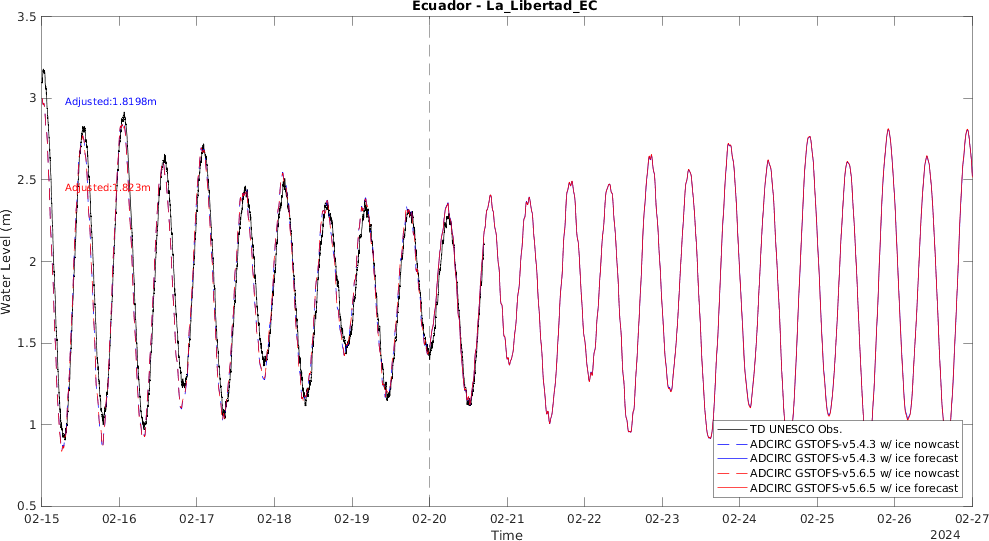 Ecuador - La_Libertad_EC
3.5
3
2.5
2
1.5
1
0.5
Water Level (m)
Adjusted:1.8198m
Adjusted:1.823m
TD UNESCO Obs.
ADCIRC GSTOFS-v5.4.3 w/ ice nowcast
ADCIRC GSTOFS-v5.4.3 w/ ice forecast
ADCIRC GSTOFS-v5.6.5 w/ ice nowcast
ADCIRC GSTOFS-v5.6.5 w/ ice forecast
02-15 02-16 02-17 02-18 02-19 02-20 02-21 02-22 02-23 02-24 02-25 02-26 02-27
Time
2024